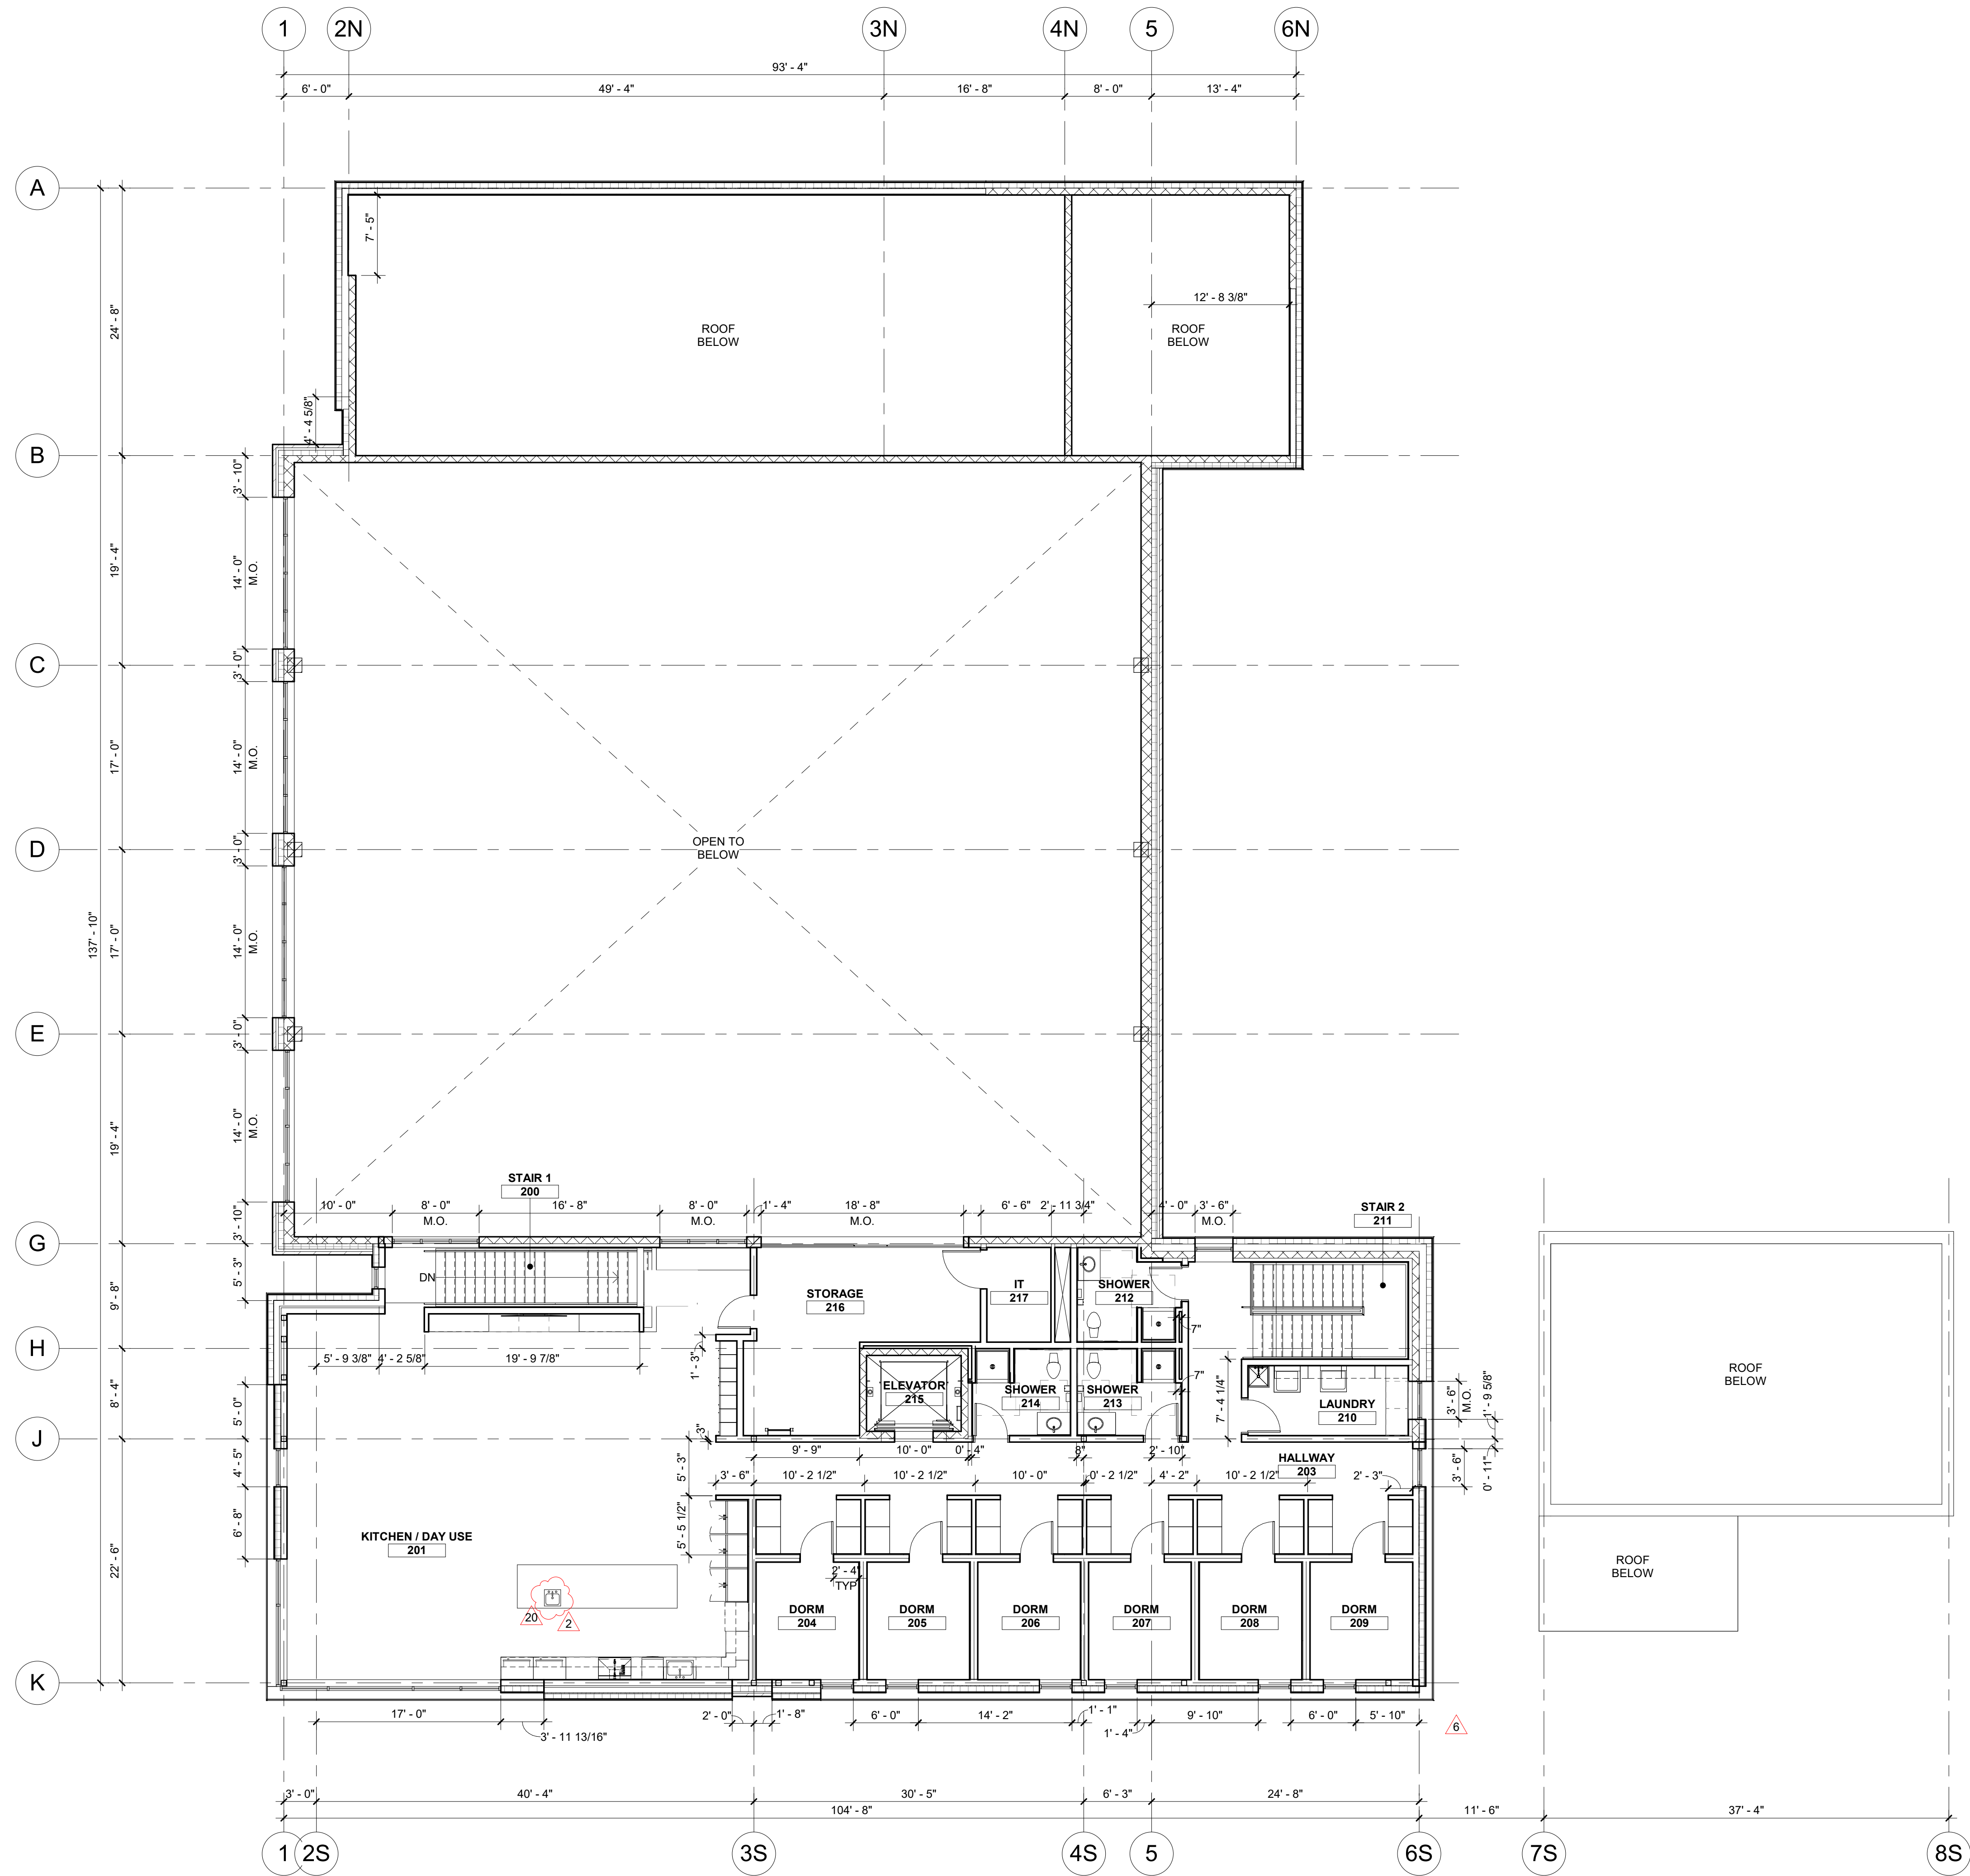 1
2N
3N
4N
5
6N
93' - 4"
6' - 0"
49' - 4"
16' - 8"
8' - 0"
13' - 4"
A
7' - 5"
24' - 8"
12' - 8 3/8"
ROOF
BELOW
ROOF
BELOW
4' - 4 5/8"
B
3' - 10"
19' - 4"
14' - 0"
M.O.
C
3' - 0"
17' - 0"
14' - 0"
M.O.
D
3' - 0"
OPEN TO
BELOW
137' - 10"
17' - 0"
14' - 0"
M.O.
E
3' - 0"
19' - 4"
14' - 0"
M.O.
3' - 10"
STAIR 1
200
10' - 0"
8' - 0"
M.O.
16' - 8"
8' - 0"
M.O.
1' - 4"
18' - 8"
M.O.
6' - 6"
2' - 11 3/4"
4' - 0"
3' - 6"
M.O.
STAIR 2
211
G
5' - 3"
9' - 8"
DN
STORAGE
216
IT
217
SHOWER
212
7"
H
5' - 9 3/8"
4' - 2 5/8"
19' - 9 7/8"
1' - 3"
8' - 4"
5' - 0"
ELEVATOR
215
SHOWER
214
SHOWER
213
7"
7' - 4 1/4"
LAUNDRY
210
3' - 6"
M.O.
1' - 9 5/8"
ROOF
BELOW
J
3"
9' - 9"
10' - 0"
0' - 4"
8"
2' - 10"
HALLWAY
203
4' - 5"
5' - 3"
3' - 6"
10' - 2 1/2"
10' - 2 1/2"
10' - 0"
0' - 2 1/2"
4' - 2"
10' - 2 1/2"
2' - 3"
3' - 6"
0' - 11"
6' - 8"
5' - 5 1/2"
KITCHEN / DAY USE
201
22' - 6"
2' - 4"
TYP
20
2
DORM
204
DORM
205
DORM
206
DORM
207
DORM
208
DORM
209
ROOF
BELOW
K
17' - 0"
3' - 11 13/16"
2' - 0"
1' - 8"
6' - 0"
14' - 2"
1' - 1"
1' - 4"
9' - 10"
6' - 0"
5' - 10"
6
3' - 0"
40' - 4"
30' - 5"
6' - 3"
24' - 8"
104' - 8"
11' - 6"
37' - 4"
1
2S
3S
4S
5
6S
7S
8S